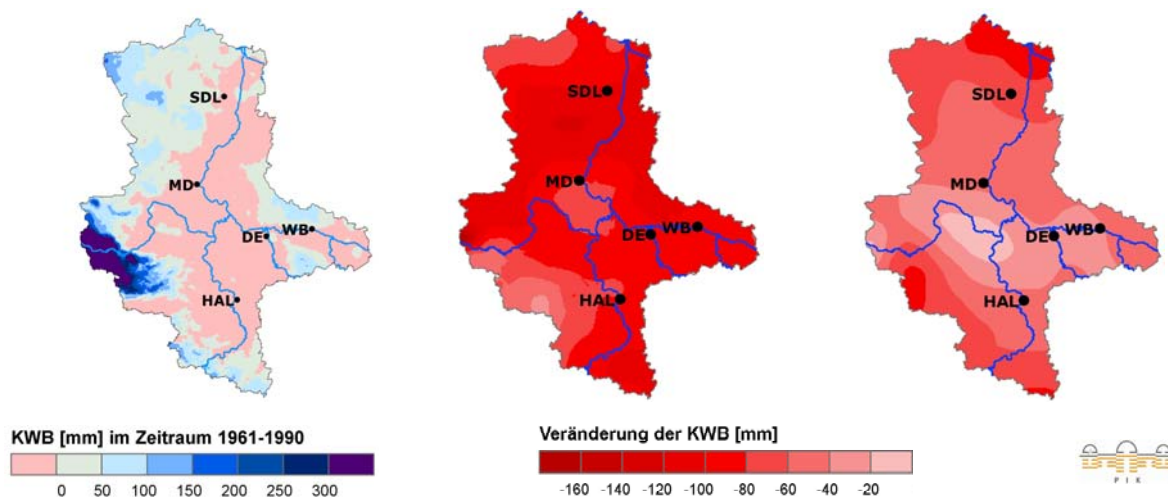 SDL
MD
DE
WB
HAL
SDL
MD
DE
WB
HAL
SDL
MD
DE
WB
HAL
KWB [mm] im Zeitraum 1961-1990
0 50 100 150 200 250 300
Veränderung der KWB [mm]
-160 -140 -120 -100 -80 -60 -40 -20
P I K